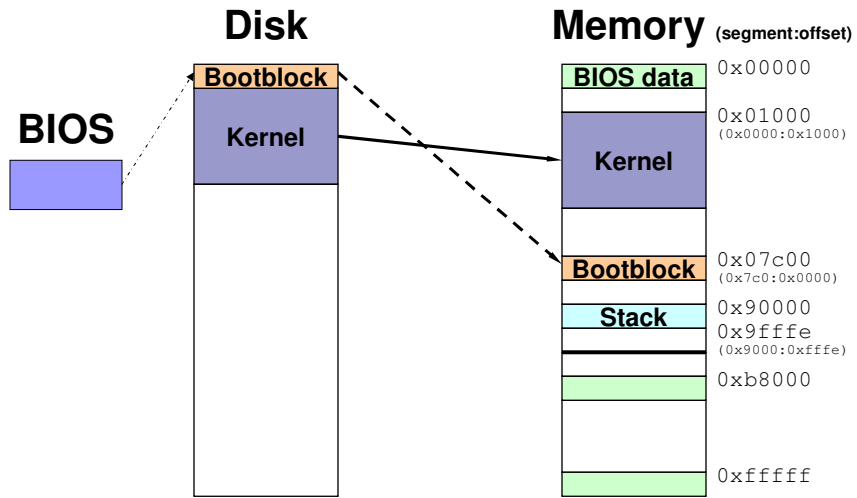 Disk
Memory (segment:offset)
BIOS
Bootblock
Kernel
BIOS data
0x00000
0x01000
(0x0000:0x1000)
Kernel
Bootblock
0x07c00
(0x7c0:0x0000)
Stack
0x90000
0x9fffe
(0x9000:0xfffe)
0xb8000
0xfffff